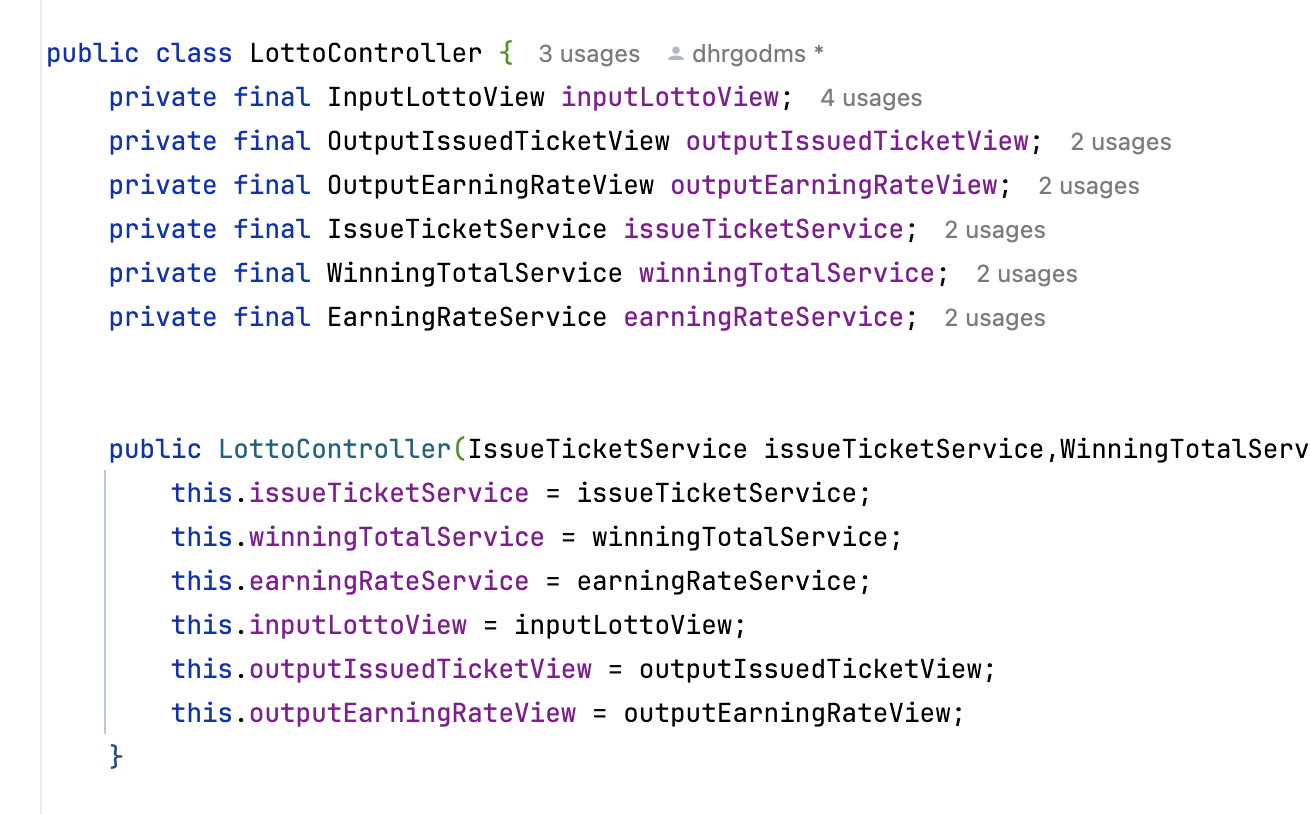 public class LottoController { 3 usages dhrgodms *
private final InputLottoView inputLottoView; 4 usages
private final OutputIssuedTicketView outputIssuedTicketView; 2 usages
private final OutputEarningRateView outputEarningRateView; 2 usages
private final IssueTicketService issueTicketService; 2 usages
private final WinningTotalService winningTotalService; 2 usages
private final EarningRateService earningRateService; 2 usages
public LottoController(IssueTicketService issueTicketService,WinningTotalServ
this.issueTicketService = issueTicketService;
this.winningTotalService = winningTotalService;
this.earningRateService = earningRateService;
this.inputLottoView = inputLottoView;
this.outputIssuedTicketView = outputIssuedTicketView;
this.outputEarningRateView = outputEarningRateView;
}